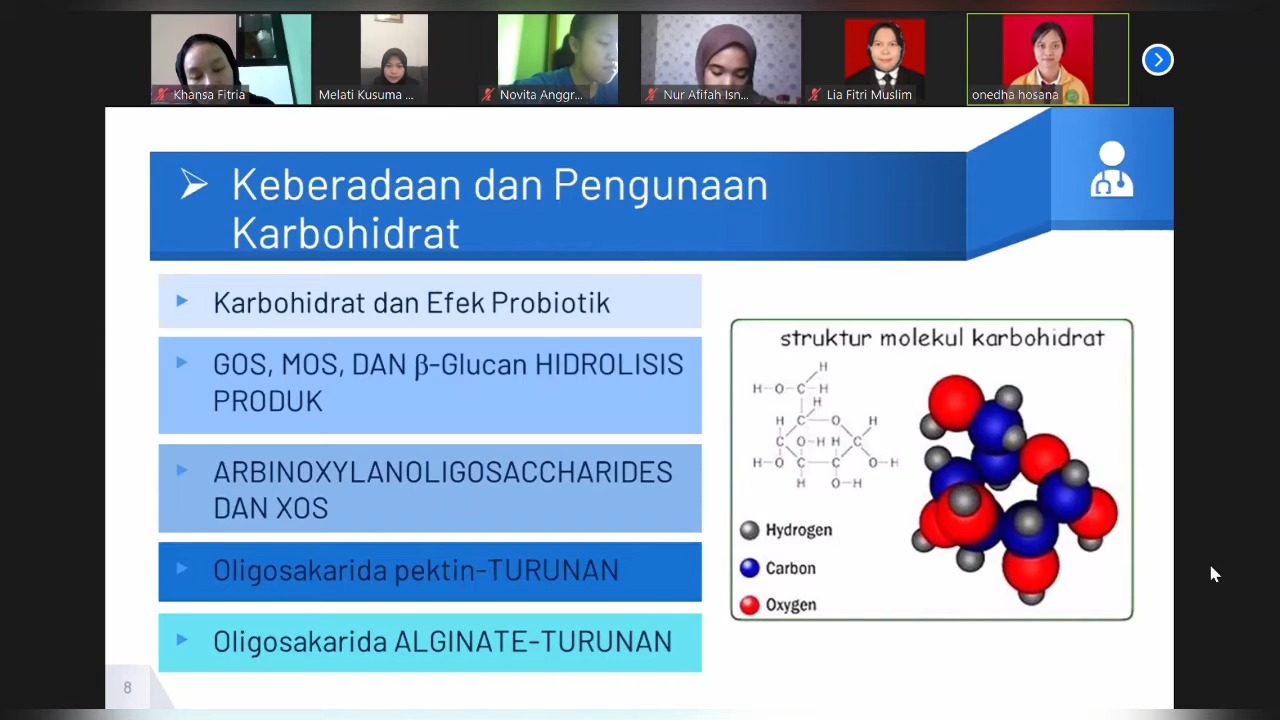 Khansa Fitria
Melati Kusuma ...
Novita Anggr...
Nur Afifah Isn...
Lia Fitri Muslim
onedha hosana
Keberadaan dan Pengunaan
Karbohidrat
Karbohidrat dan Efek Probiotik
GOS, MOS, DAN β-Glucan HIDROLISIS
PRODUK
ARBINOXYLANOLIGOSACCHARIDES
DAN XOS
Oligosakarida pektin-TURUNAN
Oligosakarida ALGINATE-TURUNAN
struktur molekul karbohidrat
H
H-O-C-H
H
H C O H
C O-H H C
H-O C C O-H
H O-H
Hydrogen
Carbon
Oxygen
8